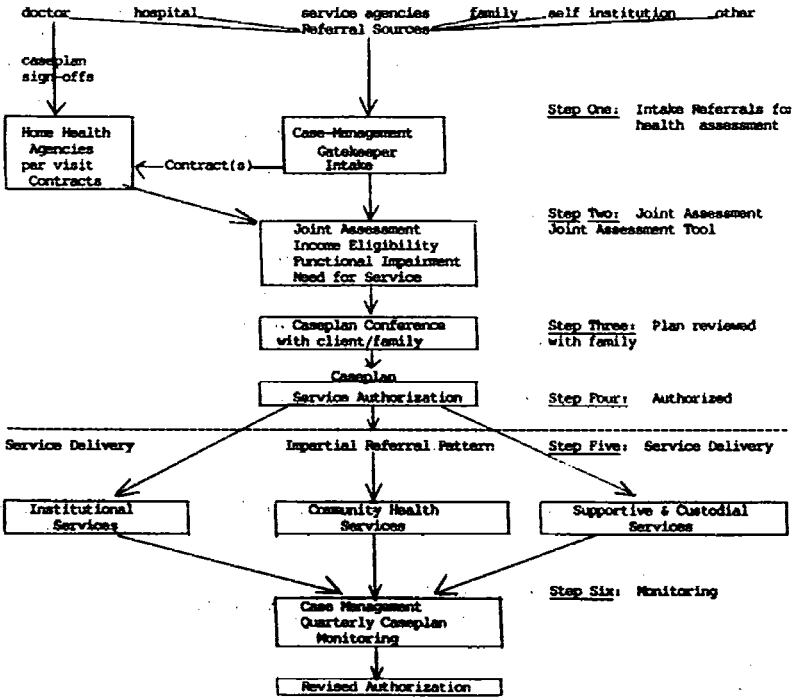 doctor hospital service agencies family self institution other
Referral Sources
caseplan
sign-offs
Step One: Intake Referrals for
health assessment
Home Health
Agencies
per visit
Contracts
Contract(s)
Case-Management
Gatekeeper
Intake
Step Two: Joint Assessment
Joint Assessment Tool
Joint Assessment
Income Eligibility
Functional Impairment
Need for Service
Caseplan Conference
with client/family
Step Three: Plan reviewed
with family
Caseplan
Service Authorization
Step Four: Authorized
Service Delivery
Impartial Referral Pattern
Step Five: Service Delivery
Institutional
Services
Community Health
Services
Supportive & Custodial
Services
Step Six: Monitoring
Case Management
Quarterly Caseplan
Monitoring
Revised Authorization